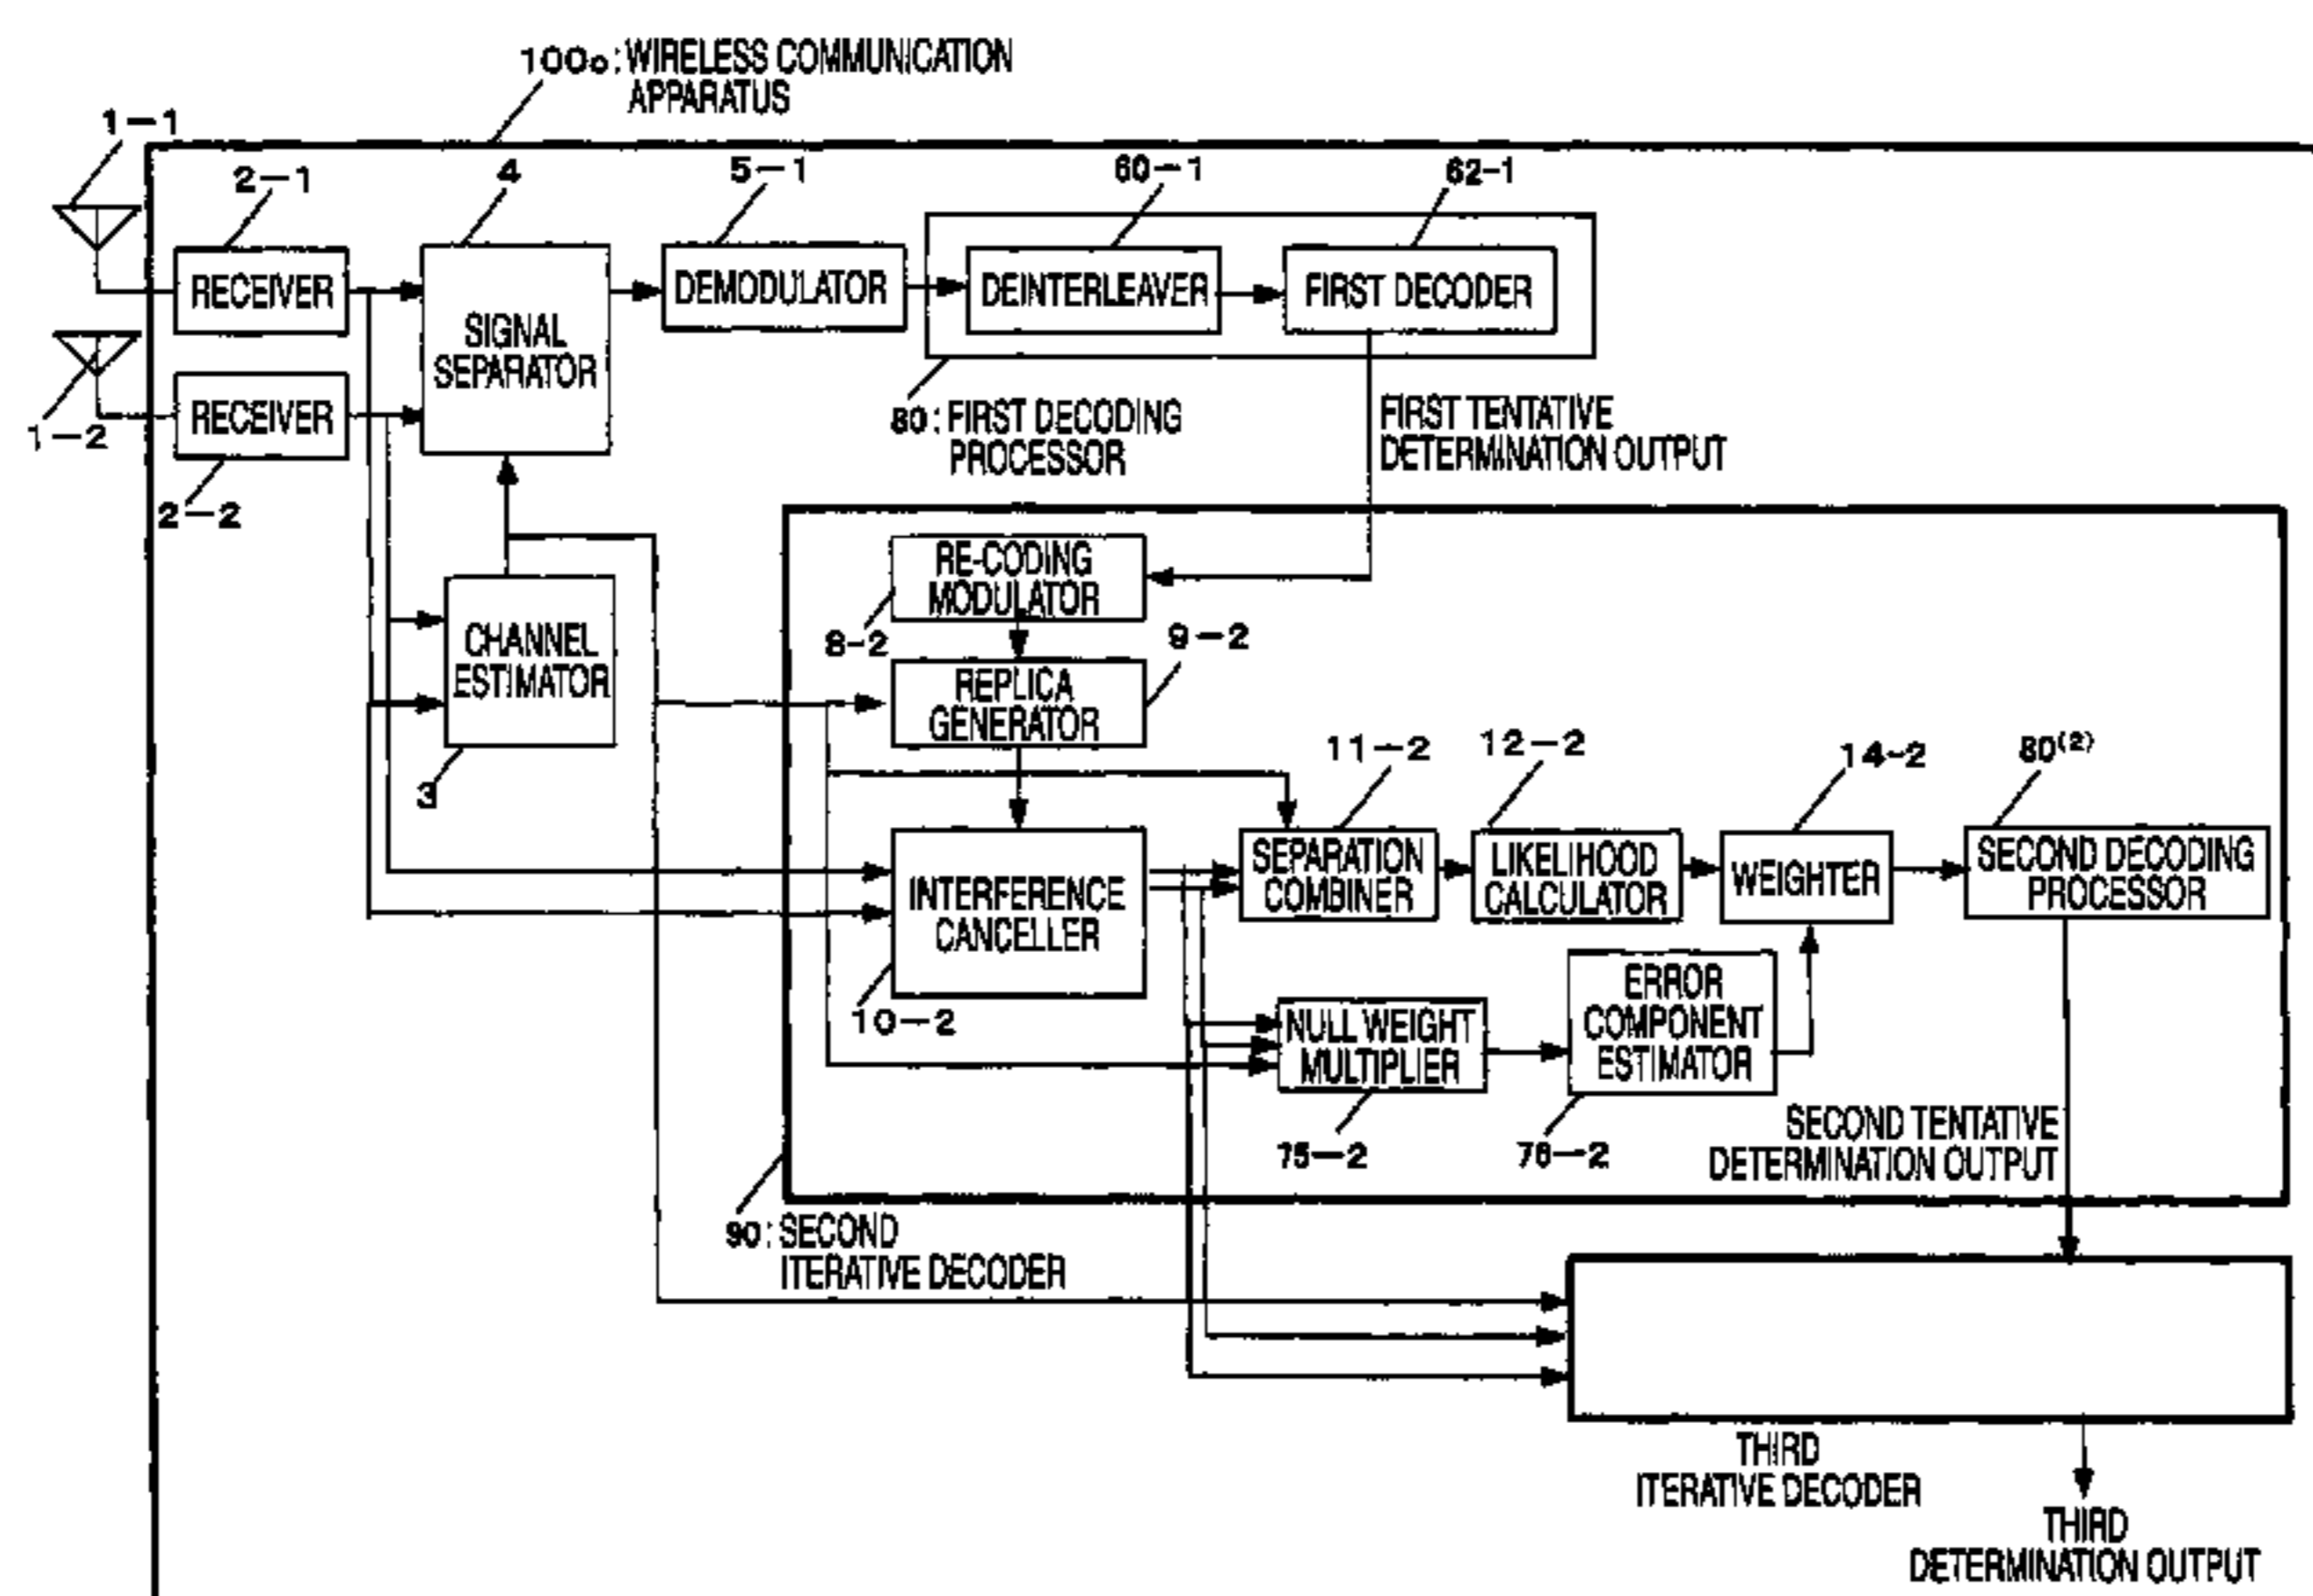 100o: WIRELESS COMMUNICATION
APPARATUS
1-1
2-1
4
5-1
60-1
62-1
RECEIVER
SIGNAL
SEPARATOR
DEMODULATOR
DEINTERLEAVER
FIRST DECODER
RECEIVER
1-2
2-2
80: FIRST DECODING
PROCESSOR
FIRST TENTATIVE
DETERMINATION OUTPUT
RE-CODING
MODULATOR
8-2
CHANNEL
ESTIMATOR
3
9-2
REPLICA
GENERATOR
11-2
12-2
14-2
80(2)
INTERFERENCE
CANCELLER
10-2
SEPARATION
COMBINER
LIKELIHOOD
CALCULATOR
WEIGHTER
SECOND DECODING
PROCESSOR
NULL WEIGHT
MULTIPLIER
75-2
ERROR
COMPONENT
ESTIMATOR
76-2
SECOND TENTATIVE
DETERMINATION OUTPUT
90: SECOND
ITERATIVE DECODER
THIRD
ITERATIVE DECODER
THIRD
DETERMINATION OUTPUT